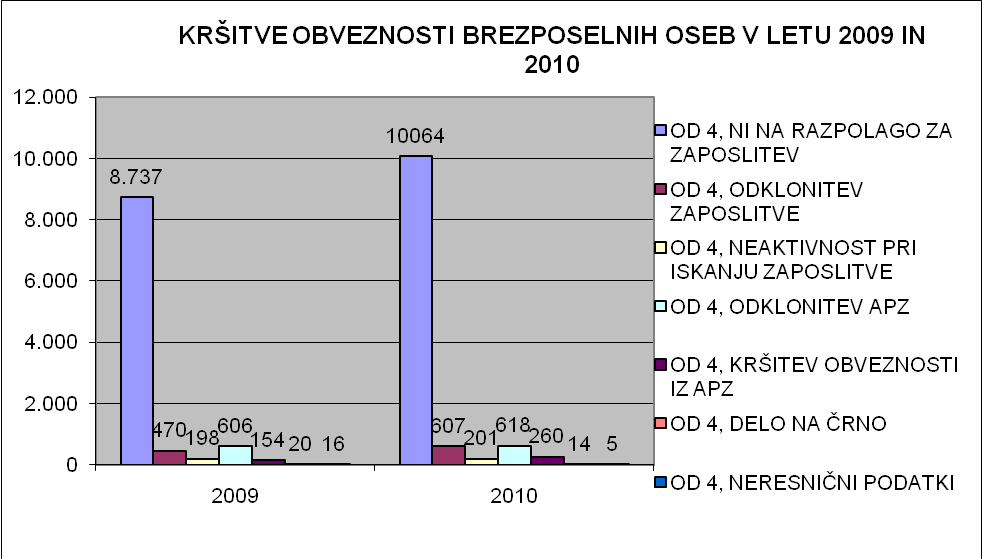 KRŠITVE OBVEZNOSTI BREZPOSELNIH OSEB V LETU 2009 IN
2010
12.000
10.000
8.000
6.000
4.000
2.000
0
8.737
470
198
606
154
20
16
10064
607
201
618
260
14
5
2009
2010
OD 4, NI NA RAZPOLAGO ZA
ZAPOSLITEV
OD 4, ODKLONITEV
ZAPOSLITVE
OD 4, NEAKTIVNOST PRI
ISKANJU ZAPOSLITVE
OD 4, ODKLONITEV APZ
OD 4, KRŠITEV OBVEZNOSTI
IZ APZ
OD 4, DELO NA ČRNO
OD 4, NERESNIČNI PODATKI